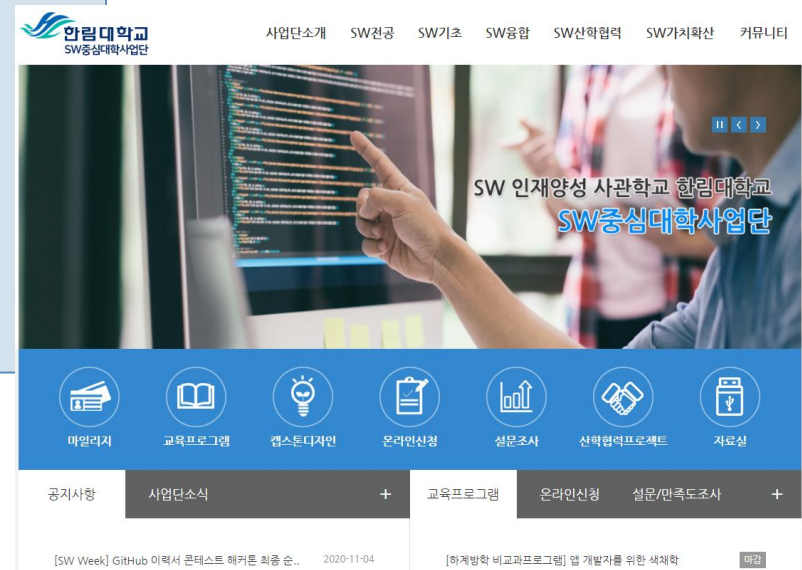 한림대학교
SW중심대학사업단
사업단소개 SW전공 SW기초 SW융합 SW산학협력 SW가치확산 커뮤니티
SW 인재양성 사관학교 한림대학교
SW중심대학사업단
마일리지 교육프로그램 캡스톤디자인 온라인신청 설문조사 산학협력프로젝트 자료실
공지사항 사업단소식 + 교육프로그램 온라인신청 설문/만족도조사 +
[SW Week] GitHub 이력서 콘테스트 해커톤 최종 순.. 2020-11-04 [하계방학 비교과프로그램] 앱 개발자를 위한 색채학 마감